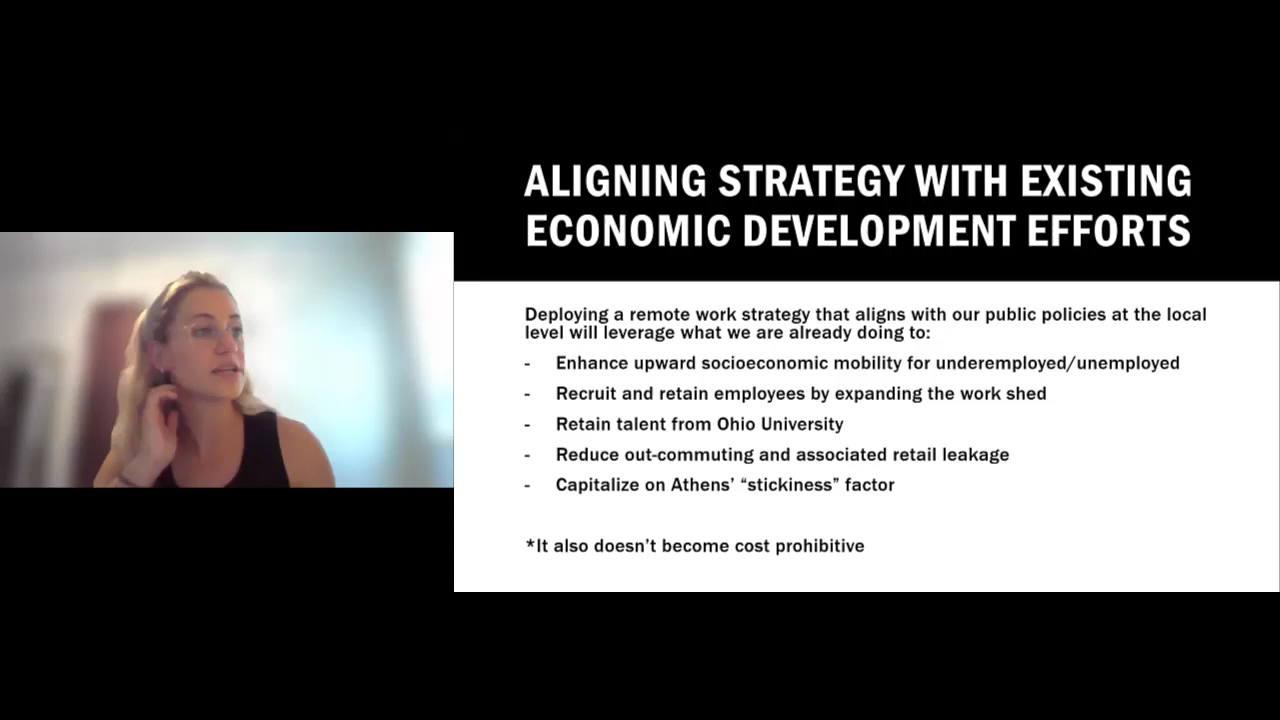 ALIGNING STRATEGY WITH EXISTING
ECONOMIC DEVELOPMENT EFFORTS
Deploying a remote work strategy that aligns with our public policies at the local
level will leverage what we are already doing to:
- Enhance upward socioeconomic mobility for underemployed/unemployed
- Recruit and retain employees by expanding the work shed
- Retain talent from Ohio University
- Reduce out-commuting and associated retail leakage
- Capitalize on Athens’ “stickiness” factor
*It also doesn’t become cost prohibitive